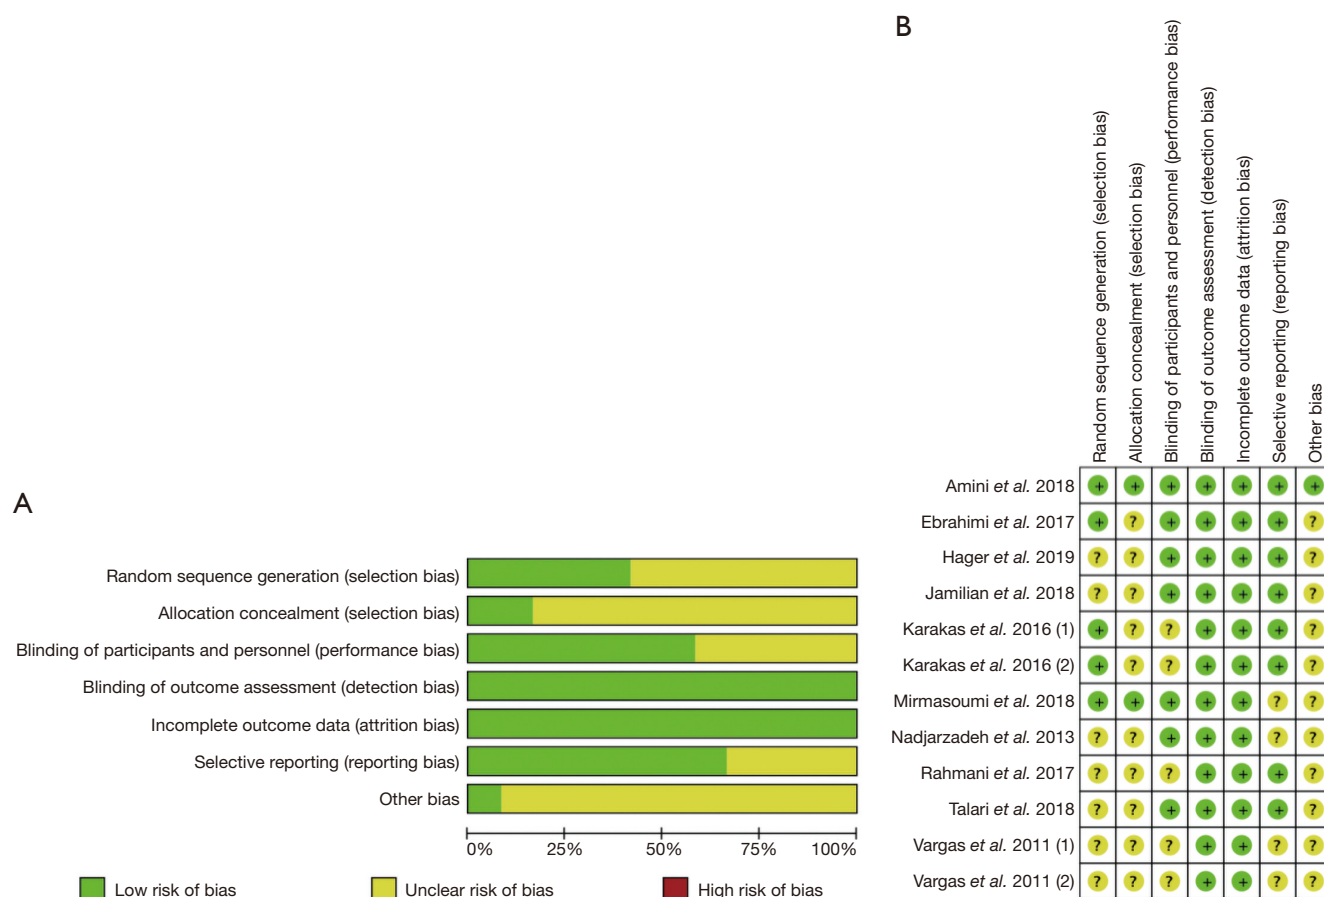 A
Random sequence generation (selection bias)
Allocation concealment (selection bias)
Blinding of participants and personnel (performance bias)
Blinding of outcome assessment (detection bias)
Incomplete outcome data (attrition bias)
Selective reporting (reporting bias)
Other bias
0% 25% 50% 75% 100%
Low risk of bias Unclear risk of bias High risk of bias
B
Random sequence generation (selection bias)
Allocation concealment (selection bias)
Blinding of participants and personnel (performance bias)
Blinding of outcome assessment (detection bias)
Incomplete outcome data (attrition bias)
Selective reporting (reporting bias)
Other bias
Amini et al. 2018 + + + + + + +
Ebrahimi et al. 2017 + ? + + + + ?
Hager et al. 2019 ? ? + + + + ?
Jamilian et al. 2018 ? ? + + + + ?
Karakas et al. 2016 (1) + ? ? + + + ?
Karakas et al. 2016 (2) + ? ? + + + ?
Mirmasoumi et al. 2018 + + + + + ? ?
Nadjarzadeh et al. 2013 ? ? + + + ? ?
Rahmani et al. 2017 ? ? ? + + + ?
Talari et al. 2018 ? ? + + + + ?
Vargas et al. 2011 (1) ? ? ? + + ? ?
Vargas et al. 2011 (2) ? ? ? + + ? ?